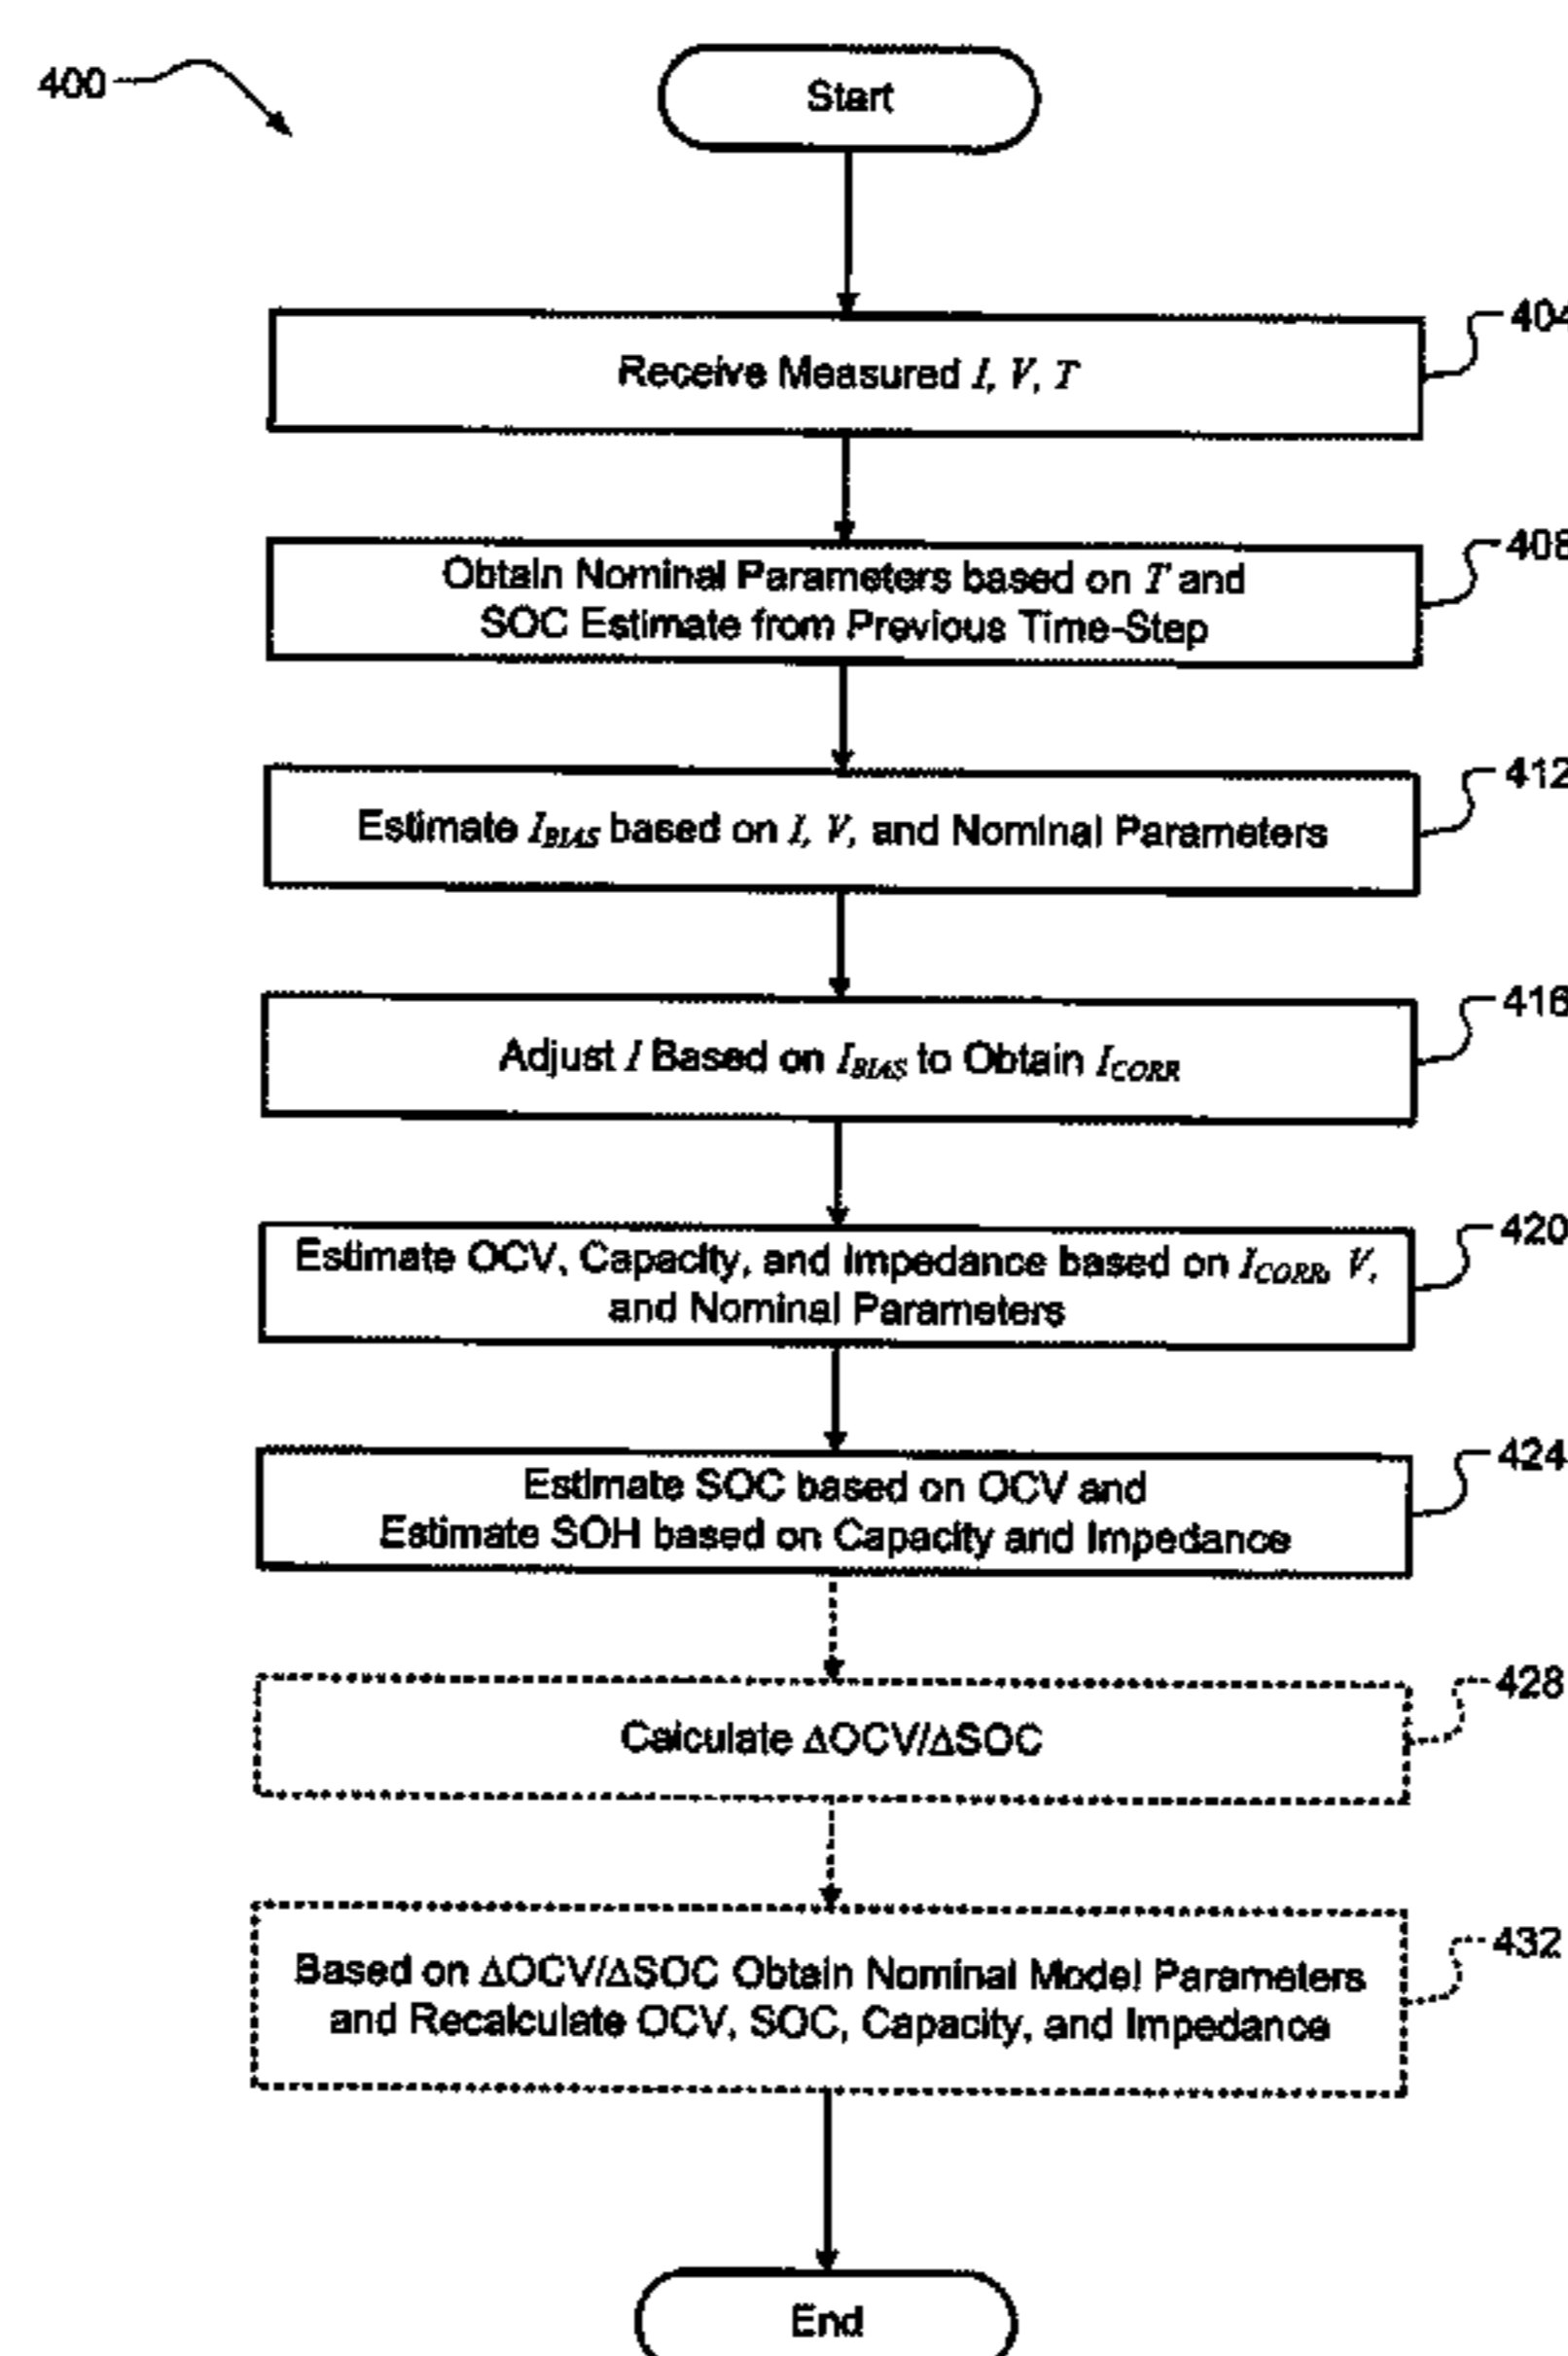 400
Start
404
Receive Measured I, V, T
408
Obtain Nominal Parameters based on T and
SOC Estimate from Previous Time-Step
412
Estimate I_BIAS based on I, V, and Nominal Parameters
416
Adjust I Based on I_BIAS to Obtain I_CORR
420
Estimate OCV, Capacity, and Impedance based on I_CORR, V,
and Nominal Parameters
424
Estimate SOC based on OCV and
Estimate SOH based on Capacity and Impedance
428
Calculate ΔOCV/ΔSOC
432
Based on ΔOCV/ΔSOC Obtain Nominal Model Parameters
and Recalculate OCV, SOC, Capacity, and Impedance
End